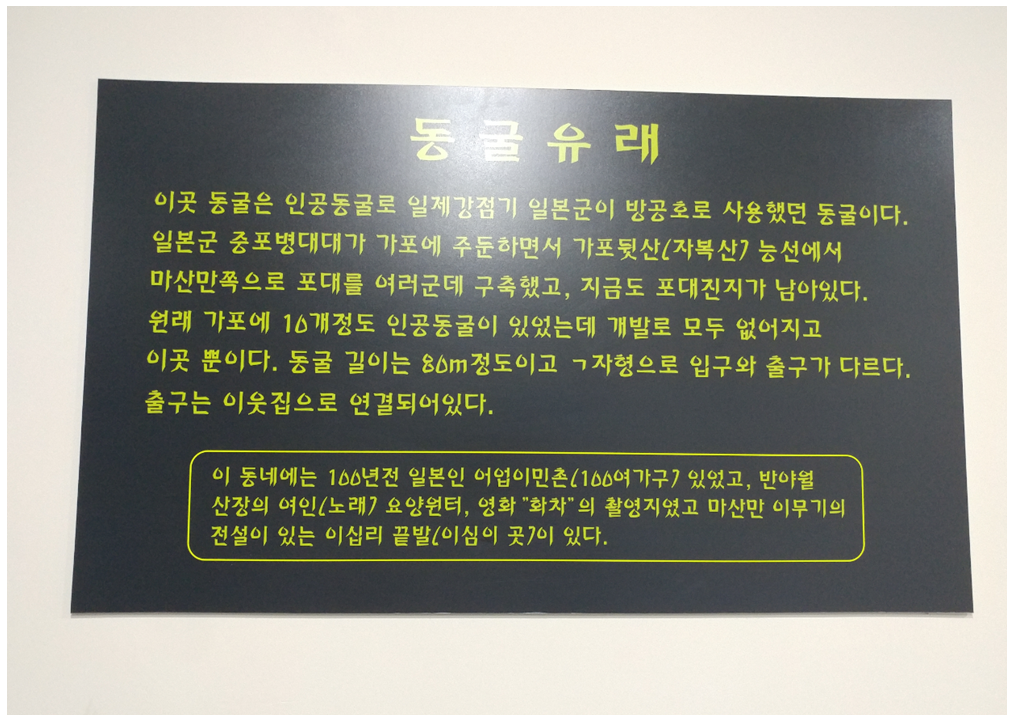 동굴유래
이곳 동굴은 인공동굴로 일제강점기 일본군이 방공호로 사용했던 동굴이다.
일본군 중포병대대가 가포에 주둔하면서 가포뒷산(자복산) 능선에서
마산만쪽으로 포대를 여러군데 구축했고, 지금도 포대진지가 남아있다.
원래 가포에 10개정도 인공동굴이 있었는데 개발로 모두 없어지고
이곳 뿐이다. 동굴 길이는 80m정도이고 ㄱ자형으로 입구와 출구가 다르다.
출구는 이웃집으로 연결되어있다.
이 동네에는 100년전 일본인 어업이민촌(100여가구) 있었고, 반야월
산장의 여인(노래) 요양원터, 영화 "화차"의 촬영지였고 마산만 이무기의
전설이 있는 이십리 끝발(이심이 곳)이 있다.